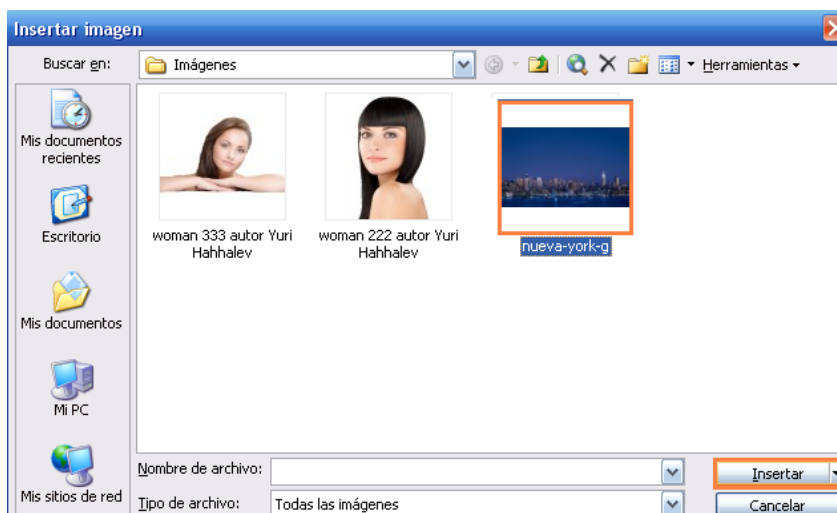 Insertar imagen
Buscar en:
Imágenes
Herramientas
Mis documentos
recientes
Escritorio
Mis documentos
Mi PC
Mis sitios de red
woman 333 autor Yuri
Hahhalev
woman 222 autor Yuri
Hahhalev
nueva-york-g
Nombre de archivo:
Insertar
Tipo de archivo:
Todas las imágenes
Cancelar